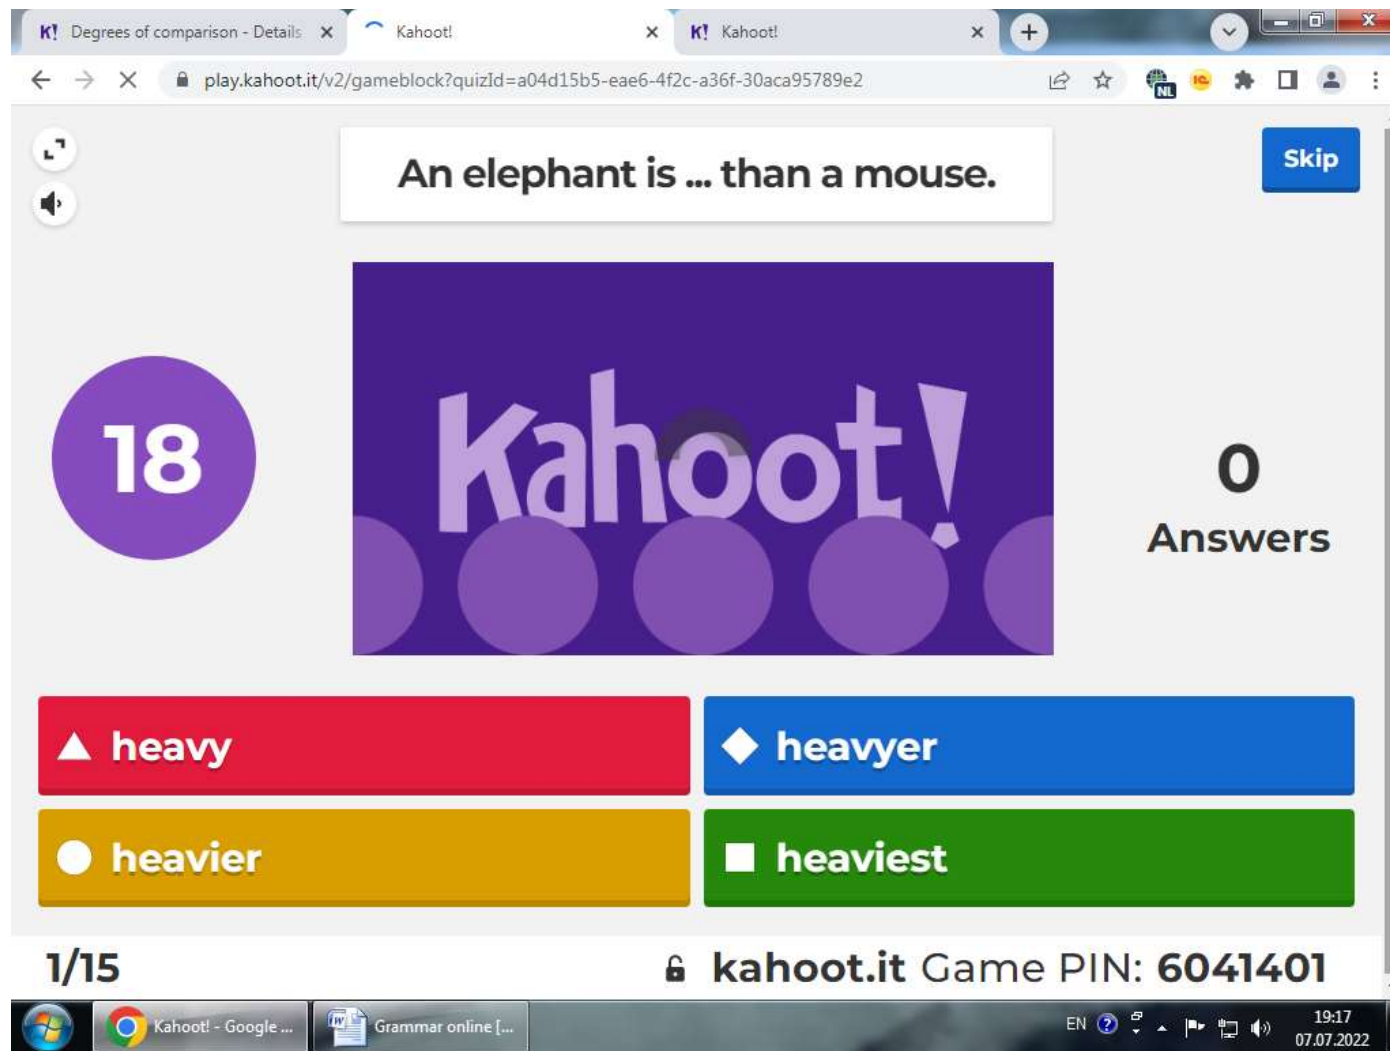 K! Degrees of comparison - Details
Kahoot!
K! Kahoot!
play.kahoot.it/v2/gameblock?quizId=a04d15b5-eae6-4f2c-a36f-30aca95789e2
NL
An elephant is ... than a mouse.
Skip
18
Kahoot!
0
Answers
heavy
heavyer
heavier
heaviest
1/15
kahoot.it Game PIN: 6041401
Kahoot! - Google ...
Grammar online [...
EN
19:17
07.07.2022